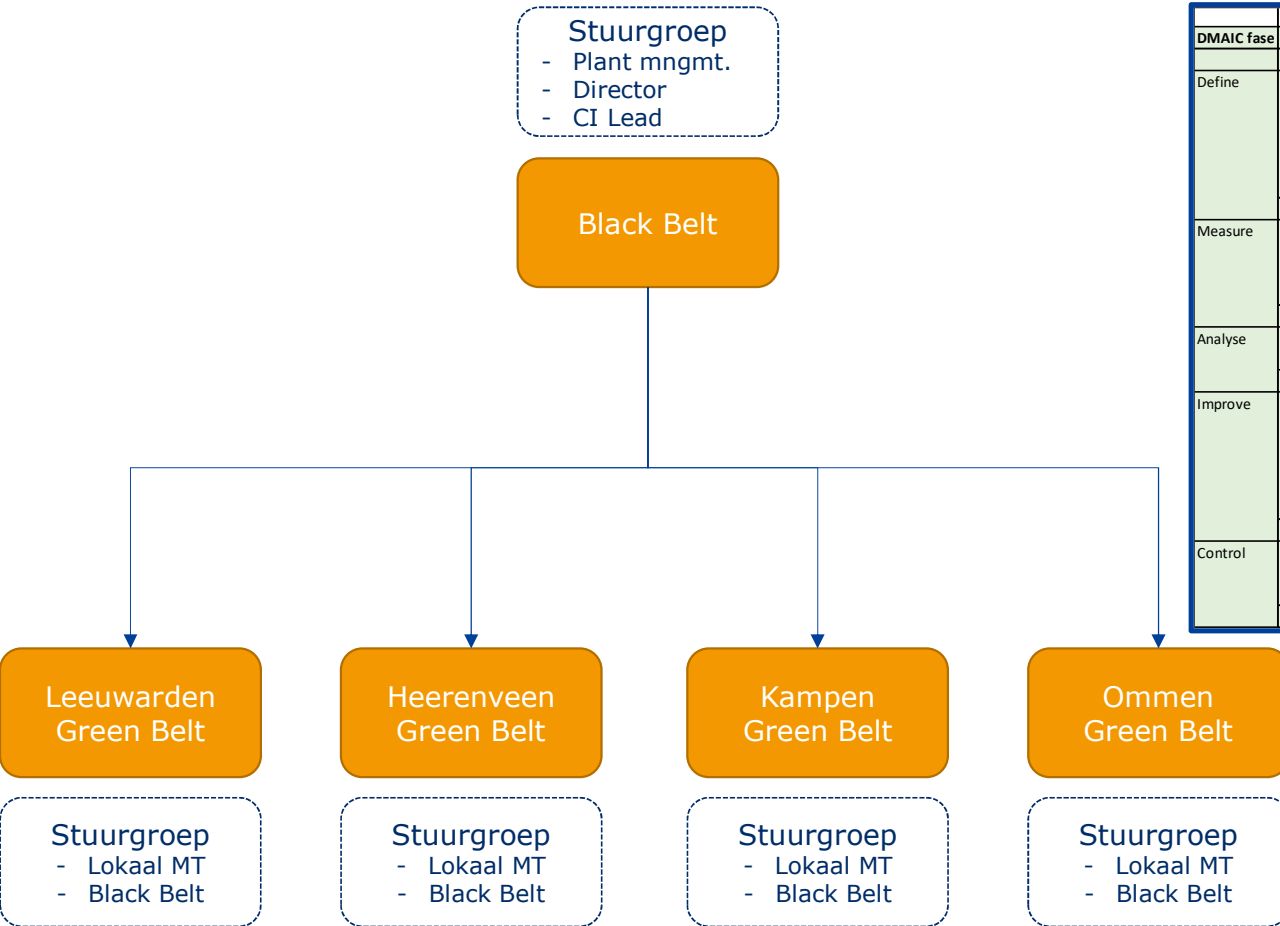 Stuurgroep
- Plant mngmt.
- Director
- CI Lead
Black Belt
DMAIC fase
Define
Measure
Analyse
Improve
Control
Leeuwarden
Green Belt
Heerenveen
Green Belt
Kampen
Green Belt
Ommen
Green Belt
Stuurgroep
- Lokaal MT
- Black Belt
Stuurgroep
- Lokaal MT
- Black Belt
Stuurgroep
- Lokaal MT
- Black Belt
Stuurgroep
- Lokaal MT
- Black Belt